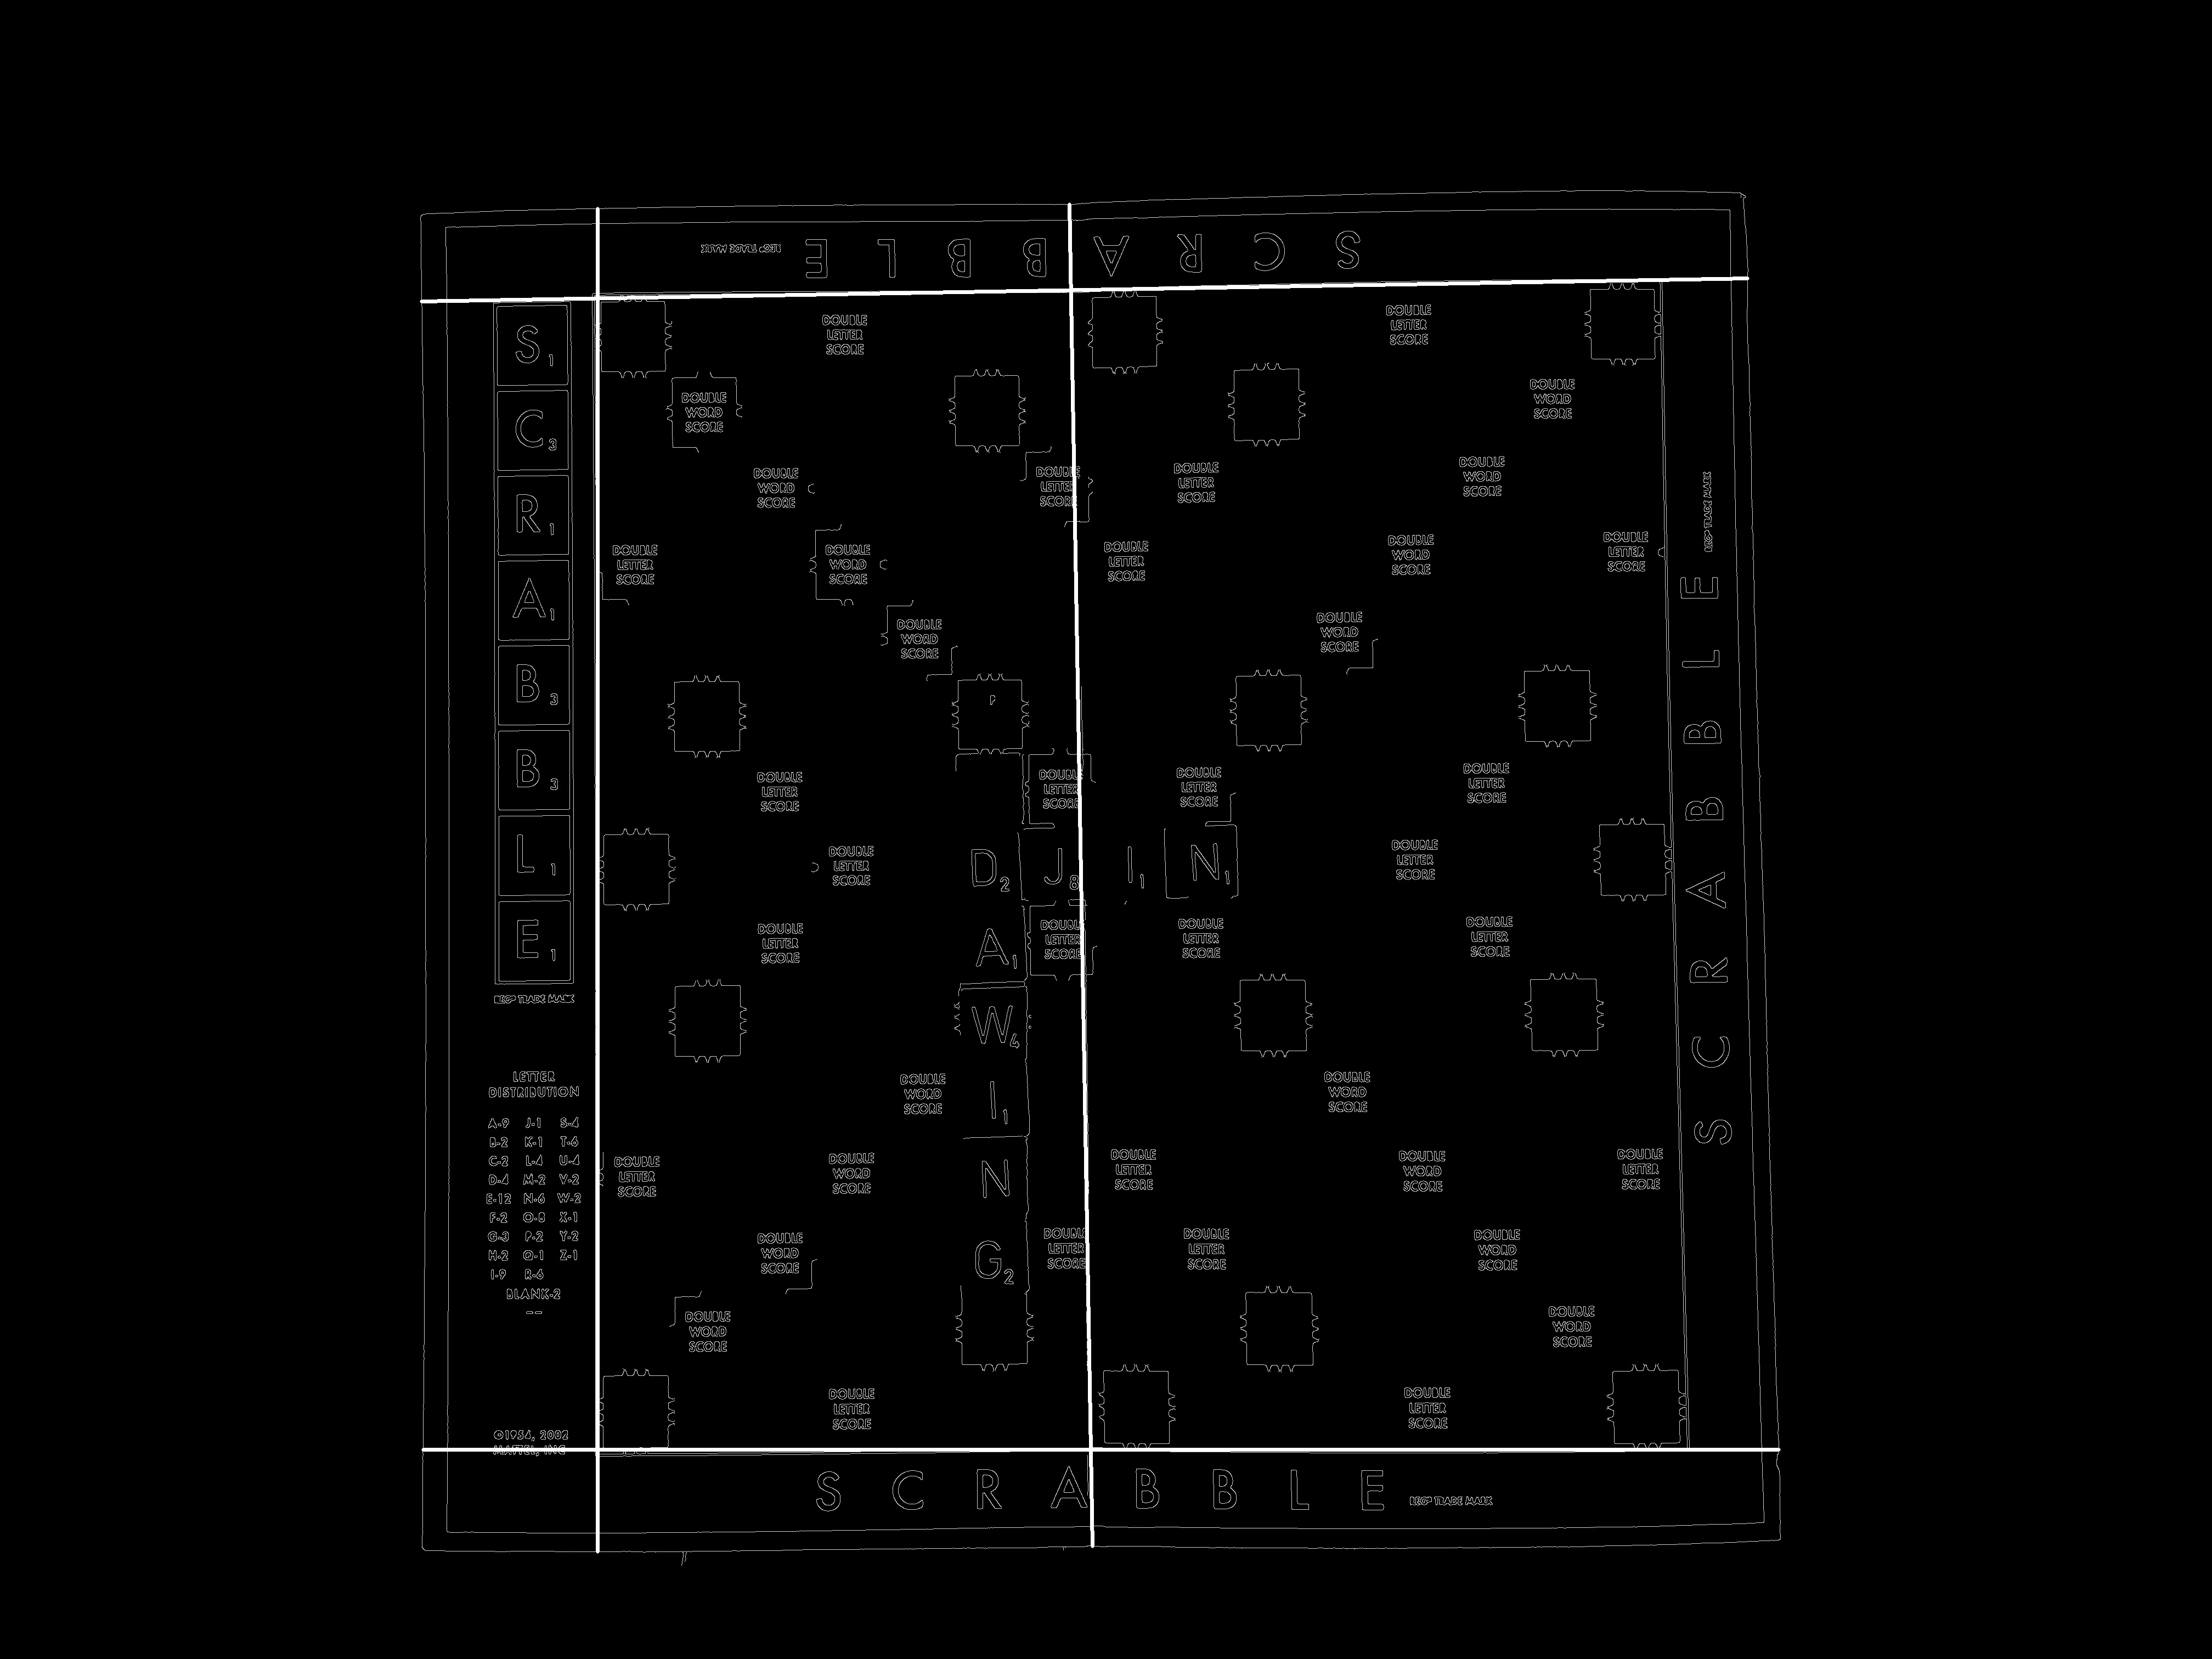 SCRABBLE
REG® TRADE MARK
S1
C3
R1
A1
B3
B3
L1
E1
REG® TRADE MARK
LETTER
DISTRIBUTION
A-9 J-1 S-4
B-2 K-1 T-6
C-2 L-4 U-4
D-4 M-2 V-2
E-12 N-6 W-2
F-2 O-8 X-1
G-3 P-2 Y-2
H-2 Q-1 Z-1
I-9 R-6
BLANK-2
©1954, 2002
MATTEL, INC
DOUBLE DOUBLE
LETTER LETTER
SCORE SCORE
DOUBLE DOUBLE
WORD WORD
SCORE SCORE
DOUBLE DOUBLE DOUBLE DOUBLE
WORD LETTER LETTER WORD
SCORE SCORE SCORE SCORE
DOUBLE DOUBLE DOUBLE DOUBLE DOUBLE
LETTER WORD LETTER WORD LETTER
SCORE SCORE SCORE SCORE SCORE
DOUBLE DOUBLE
WORD WORD
SCORE SCORE
DOUBLE DOUBLE DOUBLE DOUBLE
LETTER LETTER LETTER LETTER
SCORE SCORE SCORE SCORE
DOUBLE DOUBLE
LETTER D2 J8 I1 N1 LETTER
SCORE SCORE
DOUBLE DOUBLE DOUBLE DOUBLE
LETTER A1 LETTER LETTER LETTER
SCORE SCORE SCORE SCORE
W4
DOUBLE DOUBLE
WORD I1 WORD
SCORE SCORE
DOUBLE DOUBLE DOUBLE DOUBLE DOUBLE
LETTER WORD N LETTER WORD LETTER
SCORE SCORE SCORE SCORE SCORE
DOUBLE DOUBLE DOUBLE DOUBLE
WORD G2 LETTER LETTER WORD
SCORE SCORE SCORE SCORE
DOUBLE DOUBLE
WORD WORD
SCORE SCORE
DOUBLE DOUBLE
LETTER LETTER
SCORE SCORE
SCRABBLE
REG® TRADE MARK
SCRABBLE REG® TRADE MARK